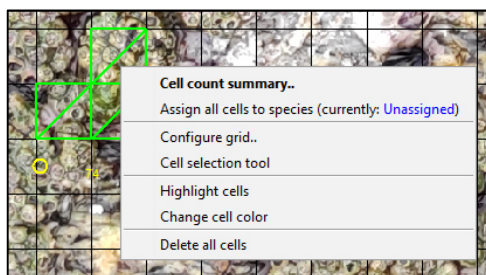 Cell count summary..
Assign all cells to species (currently: Unassigned)
Configure grid..
Cell selection tool
T4
Highlight cells
Change cell color
Delete all cells